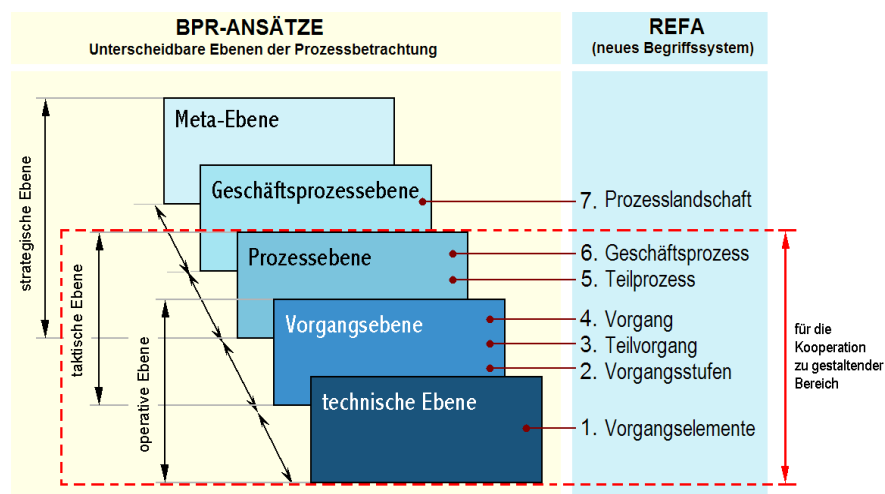 BPR-ANSÄTZE
Unterscheidbare Ebenen der Prozessbetrachtung
REFA
(neues Begriffssystem)
strategische Ebene
taktische Ebene
operative Ebene
Meta-Ebene
Geschäftsprozessebene
Prozessebene
Vorgangsebene
technische Ebene
7. Prozesslandschaft
6. Geschäftsprozess
5. Teilprozess
4. Vorgang
3. Teilvorgang
2. Vorgangsstufen
1. Vorgangselemente
für die
Kooperation
zu gestaltender
Bereich